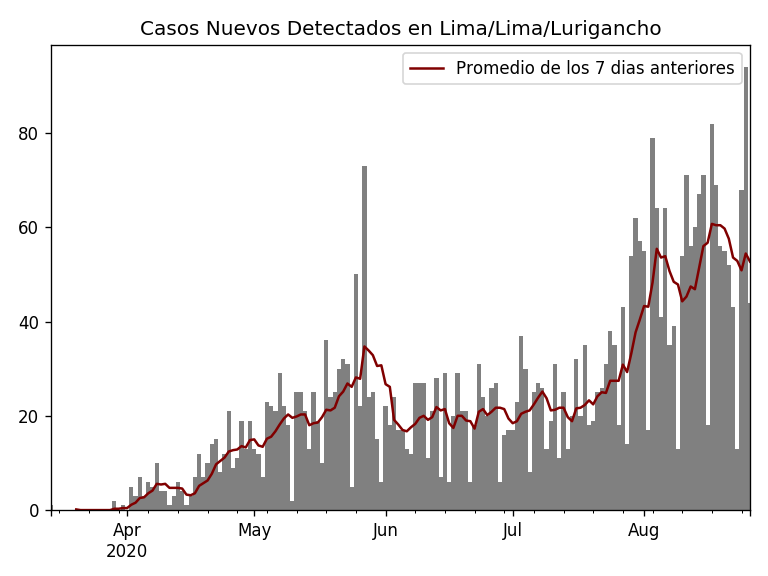 Casos Nuevos Detectados en Lima/Lima/Lurigancho
Promedio de los 7 dias anteriores
80
60
40
20
0
Apr
2020
May
Jun
Jul
Aug